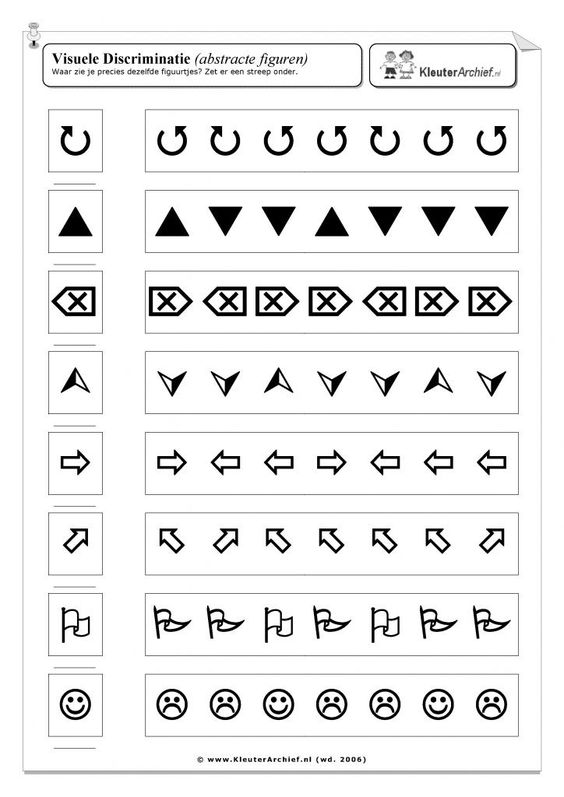 Visuele Discriminatie (abstracte figuren)
Waar zie je precies dezelfde figuurtjes? Zet er een streep onder.
KleuterArchief.nl
© www.KleuterArchief.nl (wd. 2006)